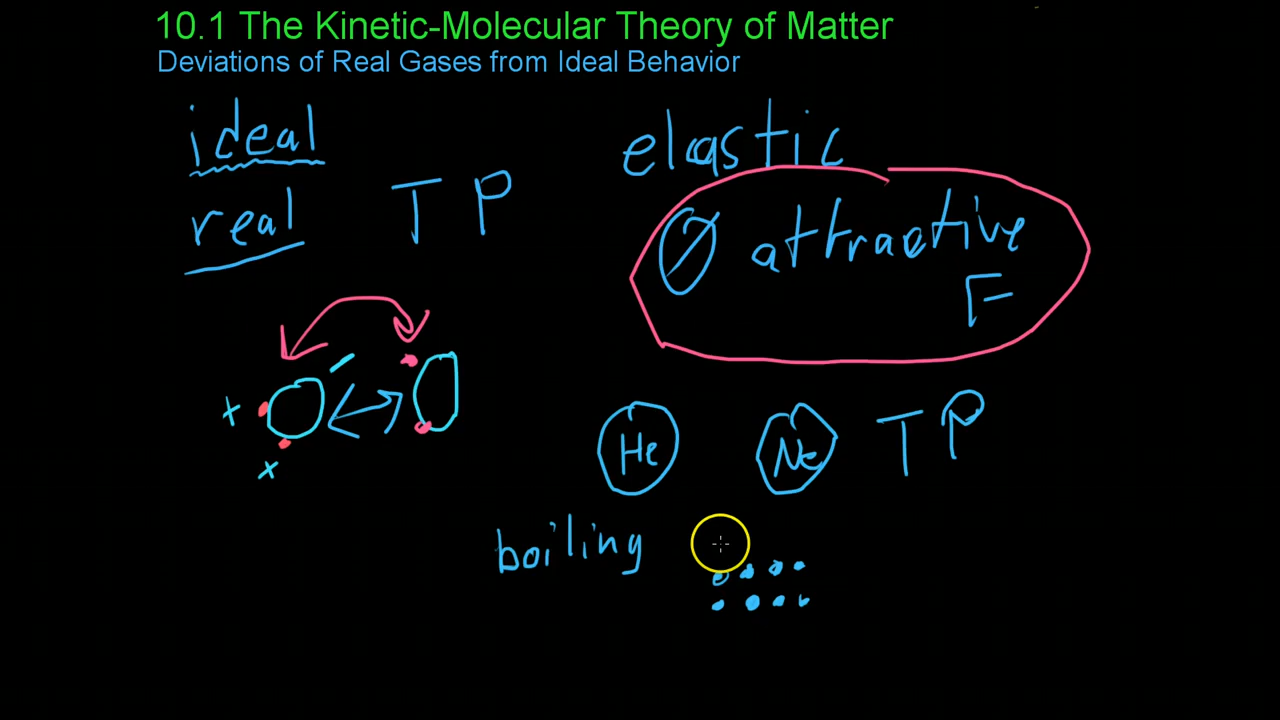 10.1 The Kinetic-Molecular Theory of Matter
Deviations of Real Gases from Ideal Behavior
ideal
elastic
real T P
∅ attractive
F
-
+
+
He Ne T P
boiling